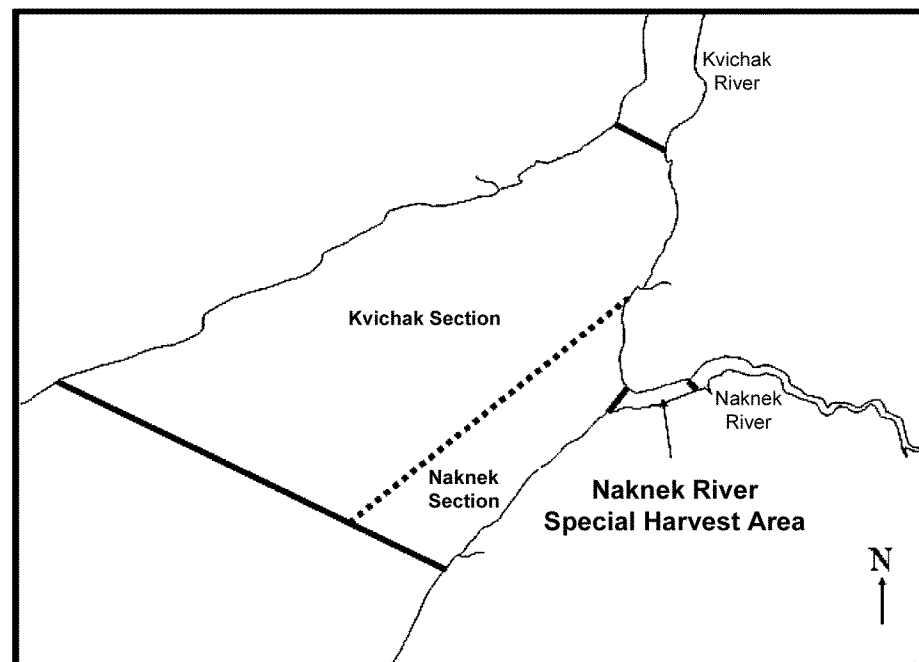 Kvichak
River
Kvichak Section
Naknek
River
Naknek
Section
Naknek River
Special Harvest Area
N